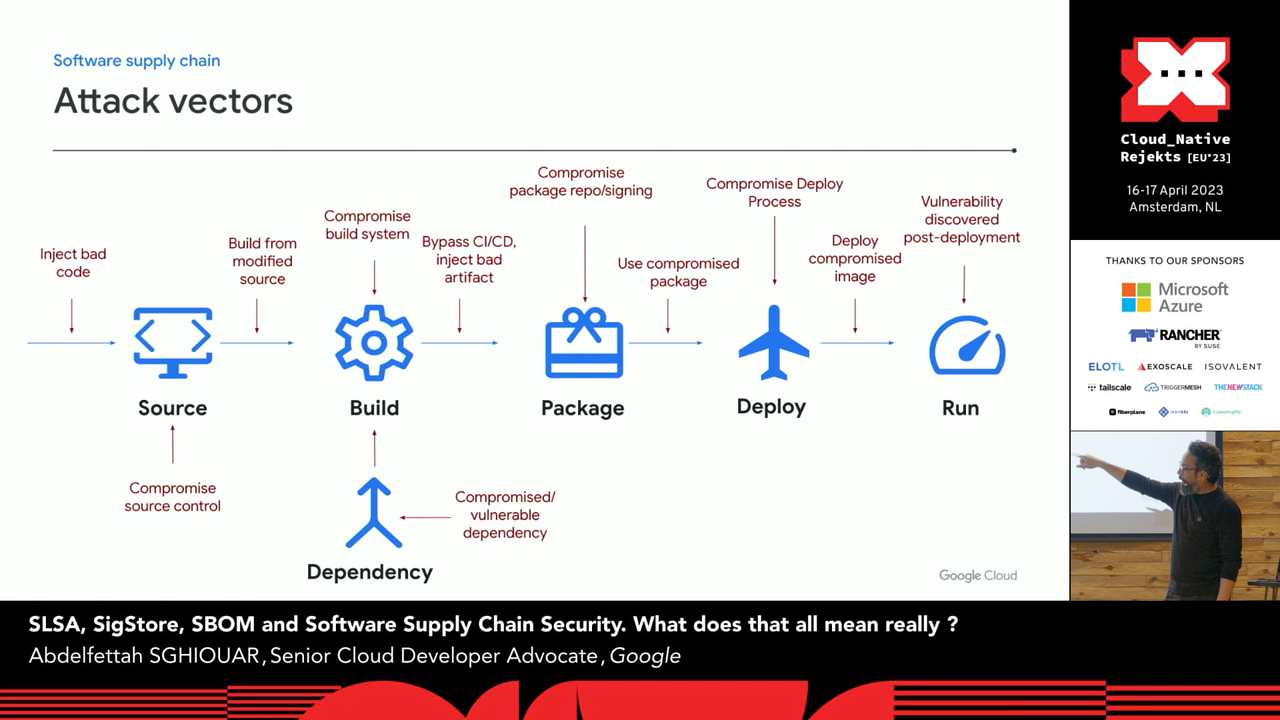 Software supply chain
Attack vectors
Inject bad
code
Build from
modified
source
Compromise
build system
Bypass CI/CD,
inject bad
artifact
Compromise
package repo/signing
Use compromised
package
Compromise Deploy
Process
Deploy
compromised
image
Vulnerability
discovered
post-deployment
Source
Build
Package
Deploy
Run
Compromise
source control
Compromised/
vulnerable
dependency
Dependency
Google Cloud
Cloud_Native
Rejekts [EU*23]
16-17 April 2023
Amsterdam, NL
THANKS TO OUR SPONSORS
Microsoft
Azure
RANCHER
BY SUSE
ELOTL EXOSCALE ISOVALENT
tailscale TRIGGERMESH THENEWSTACK
fiberplane
SLSA, SigStore, SBOM and Software Supply Chain Security. What does that all mean really ?
Abdelfettah SGHIOUAR, Senior Cloud Developer Advocate, Google